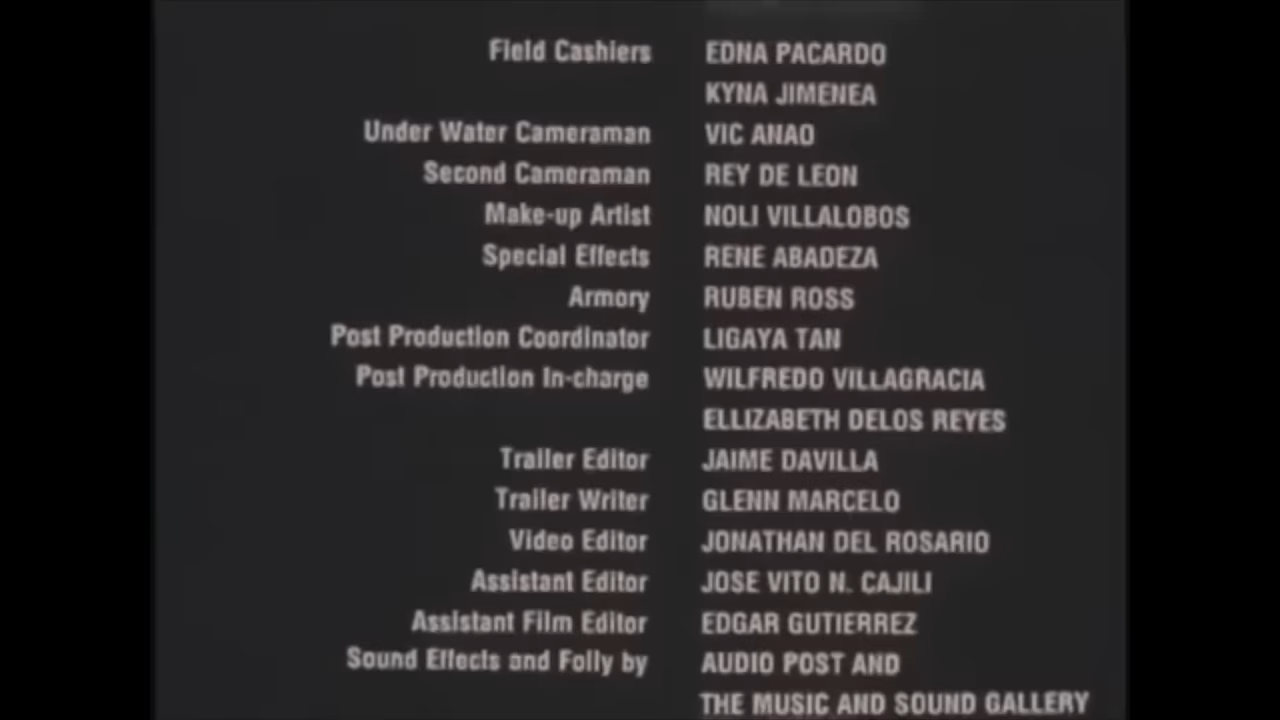 Field Cashiers EDNA PACARDO
KYNA JIMENEA
Under Water Cameraman VIC ANAO
Second Cameraman REY DE LEON
Make-up Artist NOLI VILLALOBOS
Special Effects RENE ABADEZA
Armory RUBEN ROSS
Post Production Coordinator LIGAYA TAN
Post Production In-charge WILFREDO VILLAGRACIA
ELLIZABETH DELOS REYES
Trailer Editor JAIME DAVILLA
Trailer Writer GLENN MARCELO
Video Editor JONATHAN DEL ROSARIO
Assistant Editor JOSE VITO N. CAJILI
Assistant Film Editor EDGAR GUTIERREZ
Sound Effects and Folly by AUDIO POST AND
THE MUSIC AND SOUND GALLERY